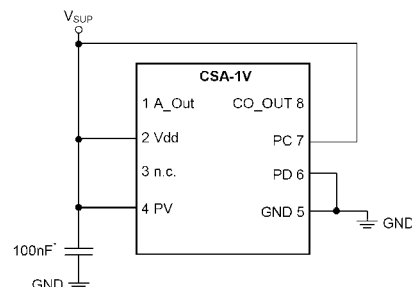 VSUP
CSA-1V
1 A_Out CO_OUT 8
2 Vdd PC 7
3 n.c. PD 6
4 PV GND 5
GND
100nF*
GND